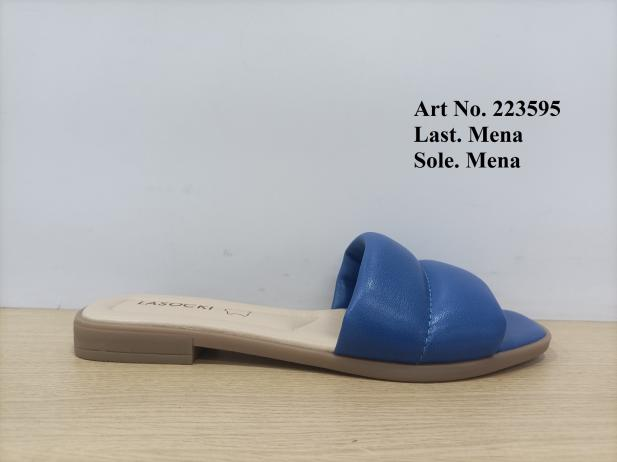 Art No. 223595
Last. Mena
Sole. Mena
LASOCKI